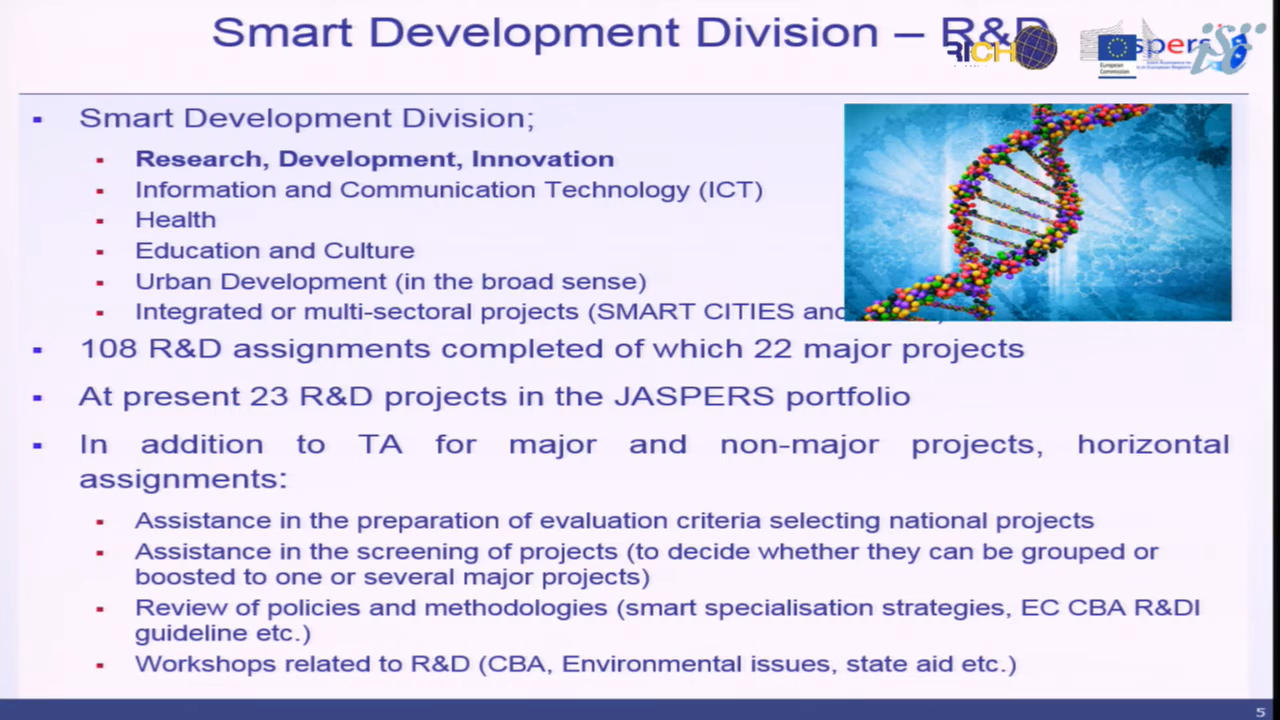 Smart Development Division – R&D
RICH
European
Commission
spers
iSi
▪ Smart Development Division;
▪ Research, Development, Innovation
▪ Information and Communication Technology (ICT)
▪ Health
▪ Education and Culture
▪ Urban Development (in the broad sense)
▪ Integrated or multi-sectoral projects (SMART CITIES and
▪ 108 R&D assignments completed of which 22 major projects
▪ At present 23 R&D projects in the JASPERS portfolio
▪ In addition to TA for major and non-major projects, horizontal
assignments:
▪ Assistance in the preparation of evaluation criteria selecting national projects
▪ Assistance in the screening of projects (to decide whether they can be grouped or
boosted to one or several major projects)
▪ Review of policies and methodologies (smart specialisation strategies, EC CBA R&DI
guideline etc.)
▪ Workshops related to R&D (CBA, Environmental issues, state aid etc.)
5